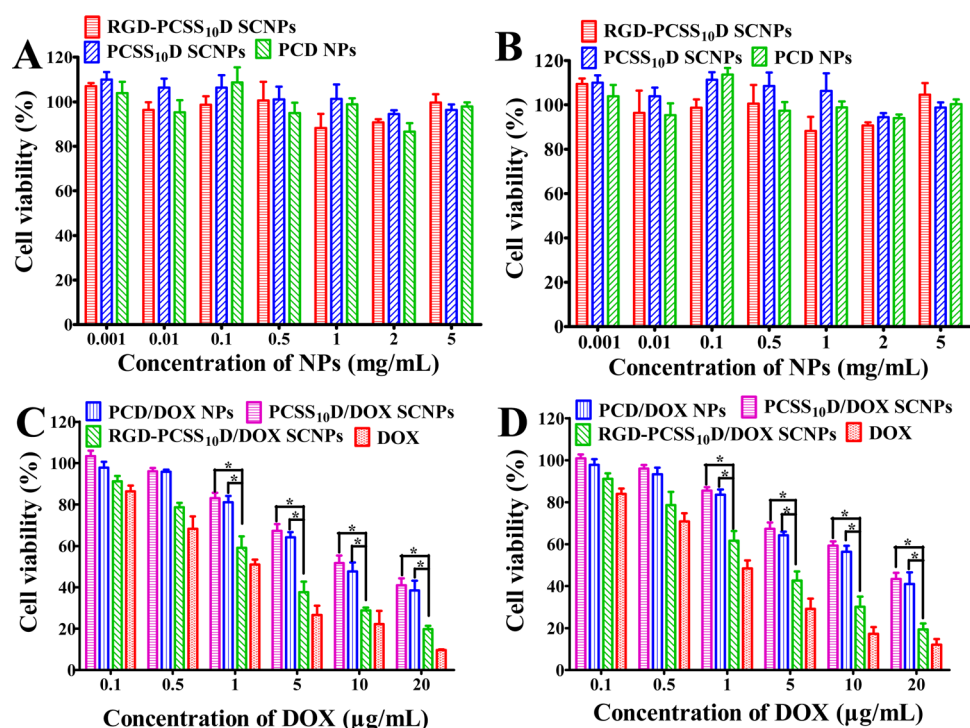 A
RGD-PCSS₁₀D SCNPs
PCSS₁₀D SCNPs
PCD NPs
Cell viability (%)
120
100
80
60
40
20
0
0.001 0.01 0.1 0.5 1 2 5
Concentration of NPs (mg/mL)
B
RGD-PCSS₁₀D SCNPs
PCSS₁₀D SCNPs
PCD NPs
Cell viability (%)
120
100
80
60
40
20
0
0.001 0.01 0.1 0.5 1 2 5
Concentration of NPs (mg/mL)
C
PCD/DOX NPs
PCSS₁₀D/DOX SCNPs
RGD-PCSS₁₀D/DOX SCNPs
DOX
Cell viability (%)
120
100
80
60
40
20
0
* *
* *
* *
* *
0.1 0.5 1 5 10 20
Concentration of DOX (µg/mL)
D
PCD/DOX NPs
PCSS₁₀D/DOX SCNPs
RGD-PCSS₁₀D/DOX SCNPs
DOX
Cell viability (%)
120
100
80
60
40
20
0
* *
* *
* *
* *
0.1 0.5 1 5 10 20
Concentration of DOX (µg/mL)